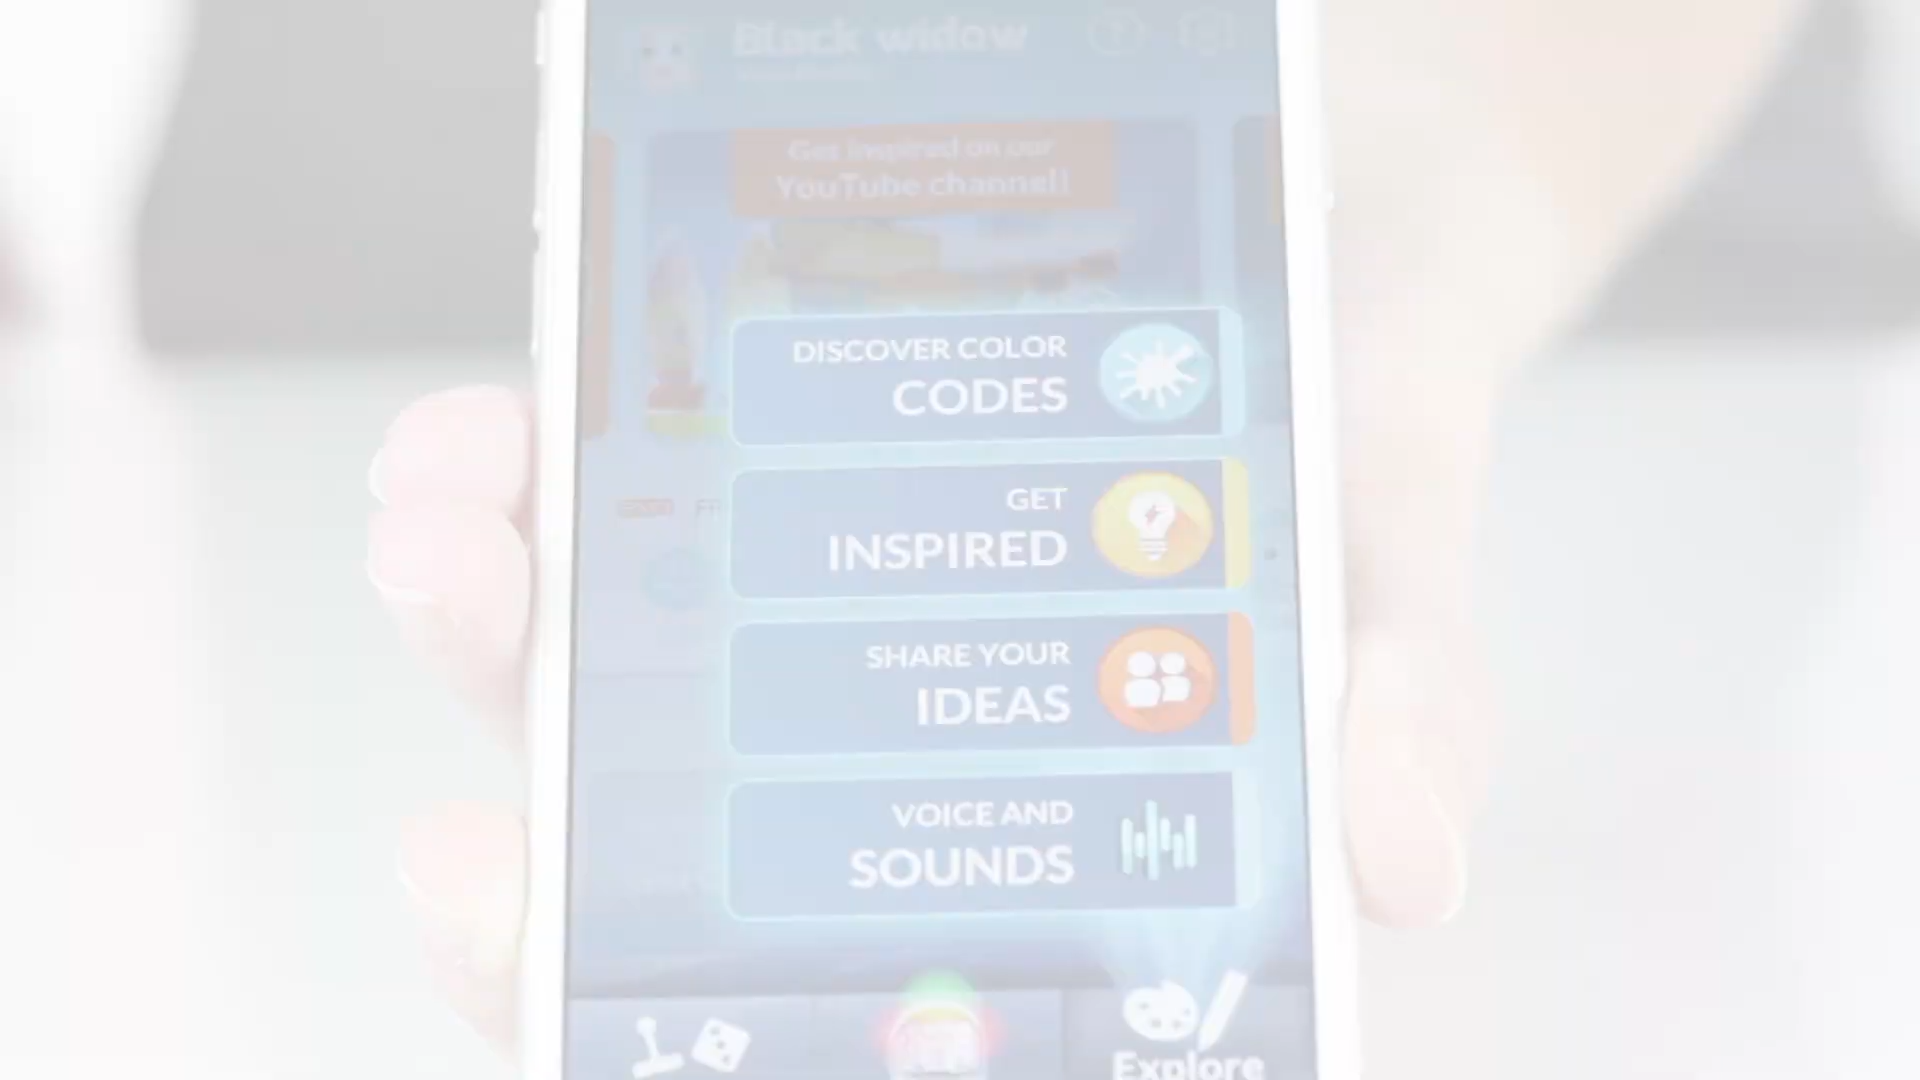 Black widow
Get inspired on our
YouTube channel!
DISCOVER COLOR
CODES
GET
INSPIRED
SHARE YOUR
IDEAS
VOICE AND
SOUNDS
Explore